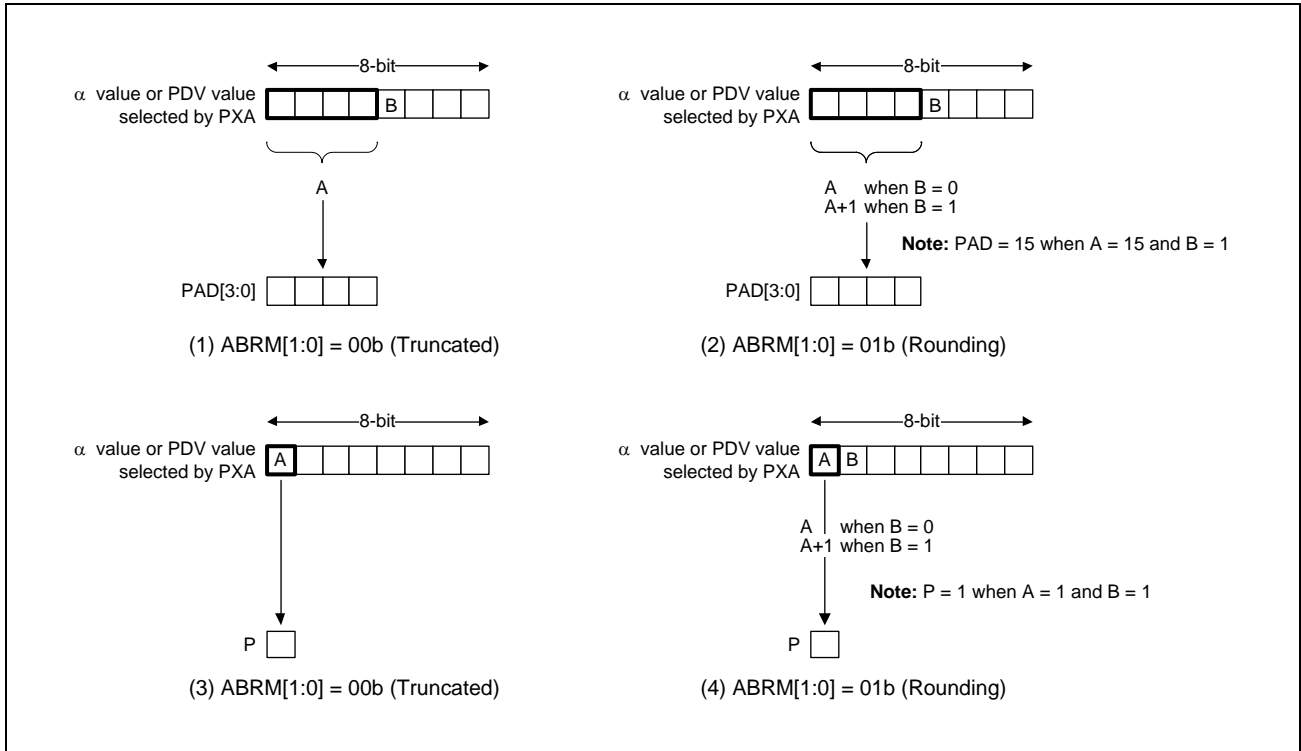 8-bit
α value or PDV value
selected by PXA
B
A
PAD[3:0]
(1) ABRM[1:0] = 00b (Truncated)
8-bit
α value or PDV value
selected by PXA
B
A when B = 0
A+1 when B = 1
Note: PAD = 15 when A = 15 and B = 1
PAD[3:0]
(2) ABRM[1:0] = 01b (Rounding)
8-bit
α value or PDV value
selected by PXA
A
P
(3) ABRM[1:0] = 00b (Truncated)
8-bit
α value or PDV value
selected by PXA
A B
A when B = 0
A+1 when B = 1
Note: P = 1 when A = 1 and B = 1
P
(4) ABRM[1:0] = 01b (Rounding)